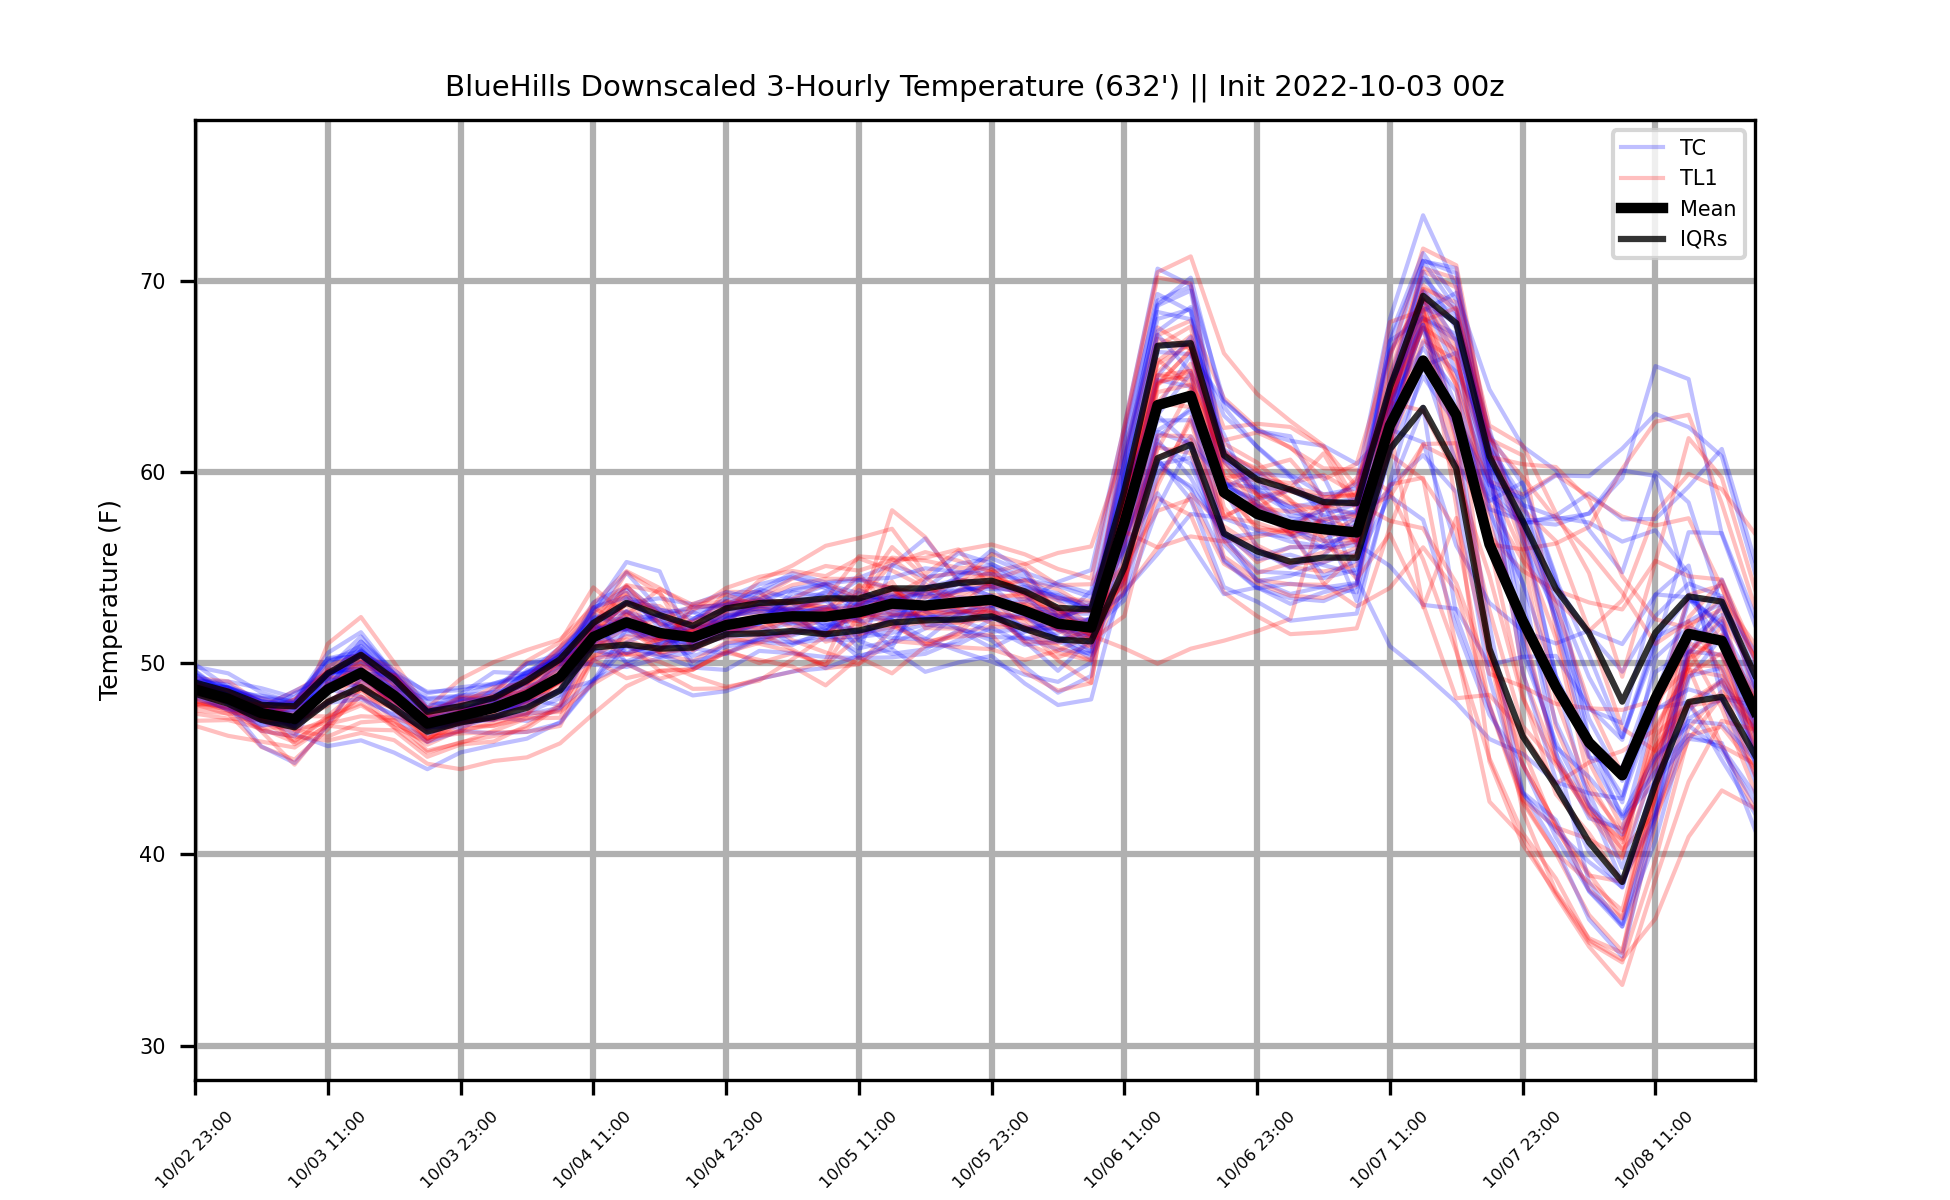 BlueHills Downscaled 3-Hourly Temperature (632') || Init 2022-10-03 00z
TC
TL1
Mean
IQRs
Temperature (F)
70
60
50
40
30
10/02 23:00
10/03 11:00
10/03 23:00
10/04 11:00
10/04 23:00
10/05 11:00
10/05 23:00
10/06 11:00
10/06 23:00
10/07 11:00
10/07 23:00
10/08 11:00